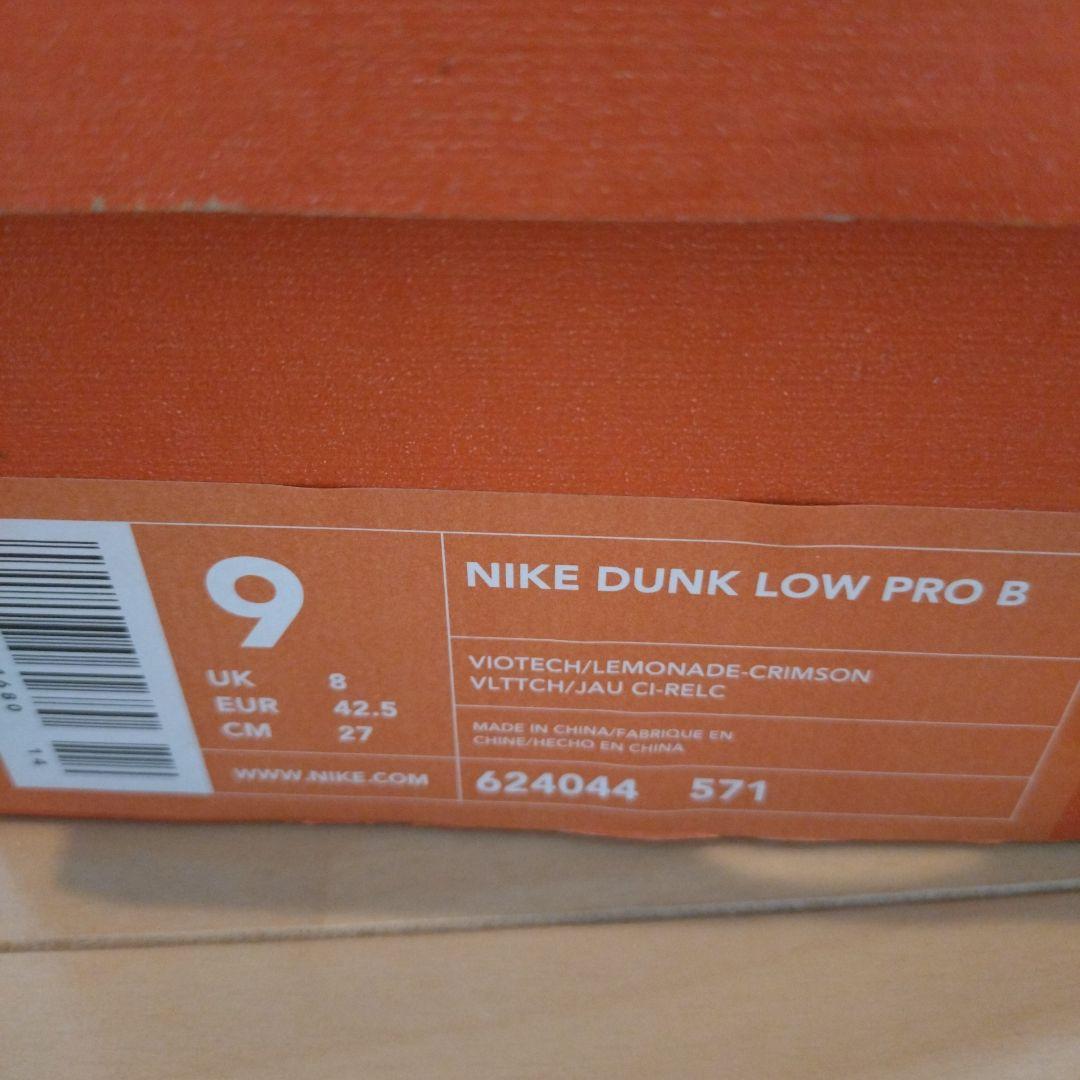 9
UK 8
EUR 42.5
CM 27
WWW.NIKE.COM
NIKE DUNK LOW PRO B
VIOTECH/LEMONADE-CRIMSON
VLTTCH/JAU CI-RELC
MADE IN CHINA/FABRIQUE EN
CHINE/HECHO EN CHINA
624044 571
14